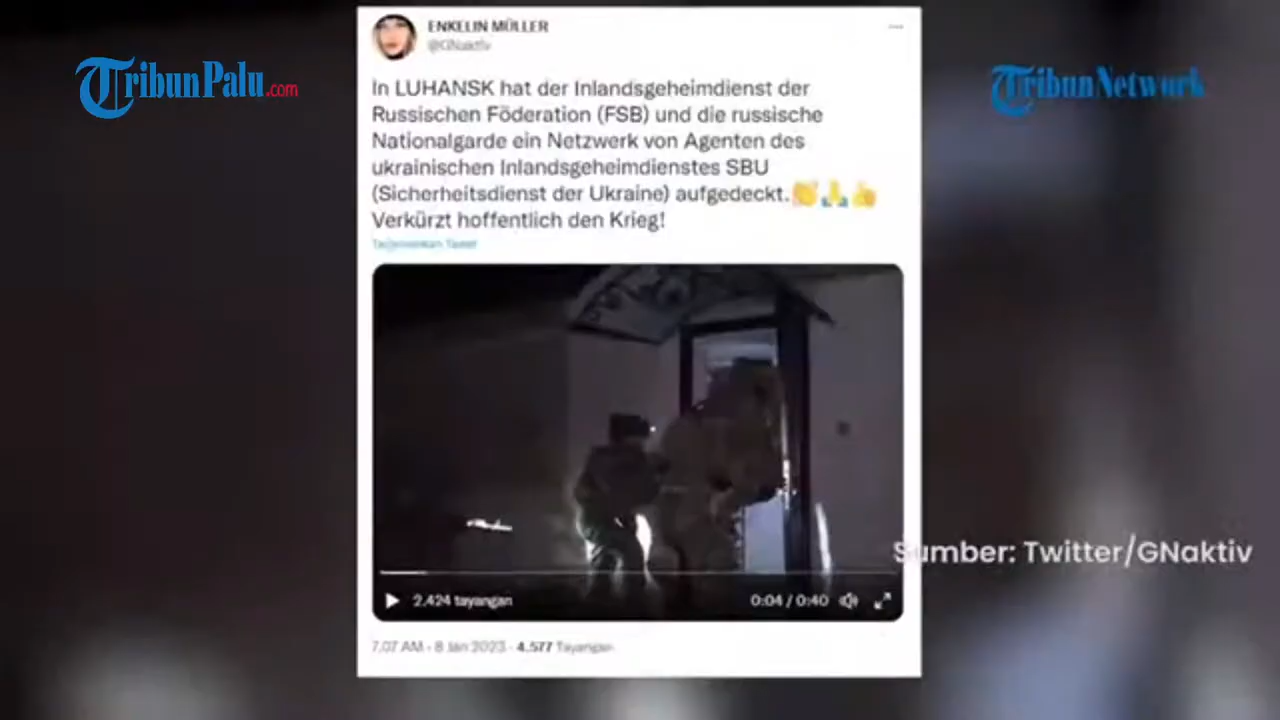 TribunPalu.com
TribunNetwork
ENKELIN MÜLLER
@GNaktiv
In LUHANSK hat der Inlandsgeheimdienst der
Russischen Föderation (FSB) und die russische
Nationalgarde ein Netzwerk von Agenten des
ukrainischen Inlandsgeheimdienstes SBU
(Sicherheitsdienst der Ukraine) aufgedeckt.👏🙏👍
Verkürzt hoffentlich den Krieg!
Terjemahkan Tweet
2.424 tayangan
0:04 / 0:40
7.07 AM · 8 Jan 2023 · 4.577 Tayangan
Sumber: Twitter/GNaktiv